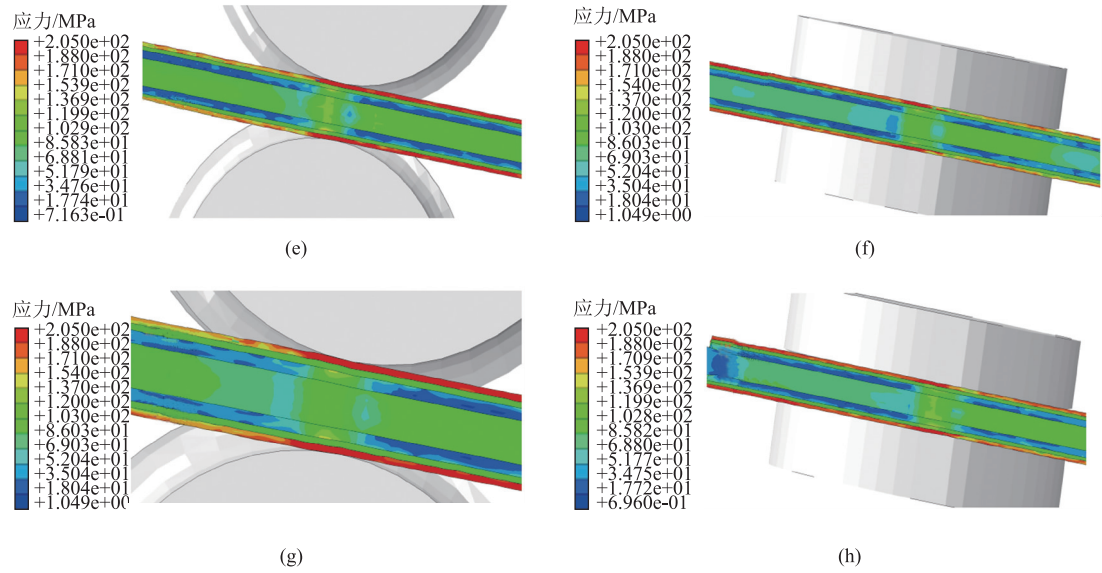 应力/MPa
+2.050e+02
+1.880e+02
+1.710e+02
+1.539e+02
+1.369e+02
+1.199e+02
+1.029e+02
+8.583e+01
+6.881e+01
+5.179e+01
+3.476e+01
+1.774e+01
+7.163e-01
(e)
应力/MPa
+2.050e+02
+1.880e+02
+1.710e+02
+1.540e+02
+1.370e+02
+1.200e+02
+1.030e+02
+8.603e+01
+6.903e+01
+5.204e+01
+3.504e+01
+1.804e+01
+1.049e+00
(f)
应力/MPa
+2.050e+02
+1.880e+02
+1.710e+02
+1.540e+02
+1.370e+02
+1.200e+02
+1.030e+02
+8.603e+01
+6.903e+01
+5.204e+01
+3.504e+01
+1.804e+01
+1.049e+00
(g)
应力/MPa
+2.050e+02
+1.880e+02
+1.709e+02
+1.539e+02
+1.369e+02
+1.199e+02
+1.028e+02
+8.582e+01
+6.880e+01
+5.177e+01
+3.475e+01
+1.772e+01
+6.960e-01
(h)